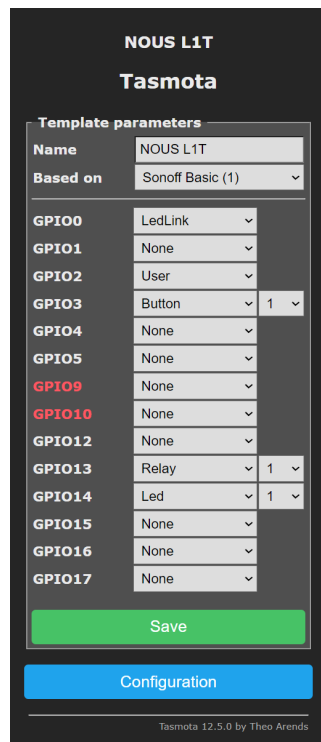 NOUS L1T
Tasmota
Template parameters
Name NOUS L1T
Based on Sonoff Basic (1)
GPIO0 LedLink
GPIO1 None
GPIO2 User
GPIO3 Button 1
GPIO4 None
GPIO5 None
GPIO9 None
GPIO10 None
GPIO12 None
GPIO13 Relay 1
GPIO14 Led 1
GPIO15 None
GPIO16 None
GPIO17 None
Save
Configuration
Tasmota 12.5.0 by Theo Arends